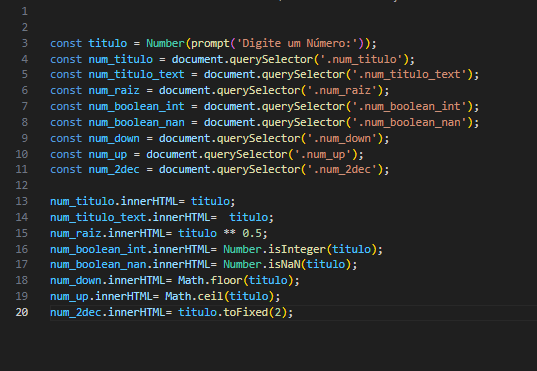 1
2
3 const titulo = Number(prompt('Digite um Número:'));
4 const num_titulo = document.querySelector('.num_titulo');
5 const num_titulo_text = document.querySelector('.num_titulo_text');
6 const num_raiz = document.querySelector('.num_raiz');
7 const num_boolean_int = document.querySelector('.num_boolean_int');
8 const num_boolean_nan = document.querySelector('.num_boolean_nan');
9 const num_down = document.querySelector('.num_down');
10 const num_up = document.querySelector('.num_up');
11 const num_2dec = document.querySelector('.num_2dec');
12
13 num_titulo.innerHTML= titulo;
14 num_titulo_text.innerHTML=  titulo;
15 num_raiz.innerHTML= titulo ** 0.5;
16 num_boolean_int.innerHTML= Number.isInteger(titulo);
17 num_boolean_nan.innerHTML= Number.isNaN(titulo);
18 num_down.innerHTML= Math.floor(titulo);
19 num_up.innerHTML= Math.ceil(titulo);
20 num_2dec.innerHTML= titulo.toFixed(2);